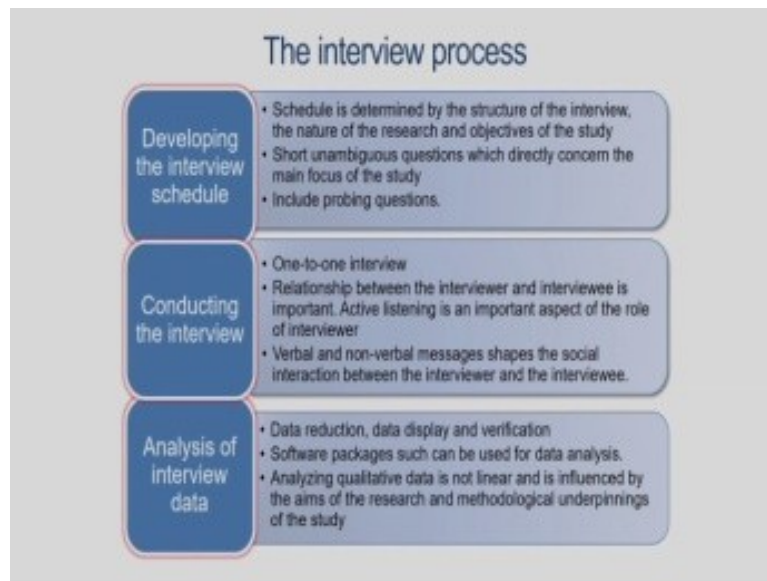 The interview process
Developing
the interview
schedule
• Schedule is determined by the structure of the interview,
the nature of the research and objectives of the study
• Short unambiguous questions which directly concern the
main focus of the study
• Include probing questions.
Conducting
the interview
• One-to-one interview
• Relationship between the interviewer and interviewee is
important. Active listening is an important aspect of the role
of interviewer
• Verbal and non-verbal messages shapes the social
interaction between the interviewer and the interviewee.
Analysis of
interview
data
• Data reduction, data display and verification
• Software packages such can be used for data analysis.
• Analyzing qualitative data is not linear and is influenced by
the aims of the research and methodological underpinnings
of the study